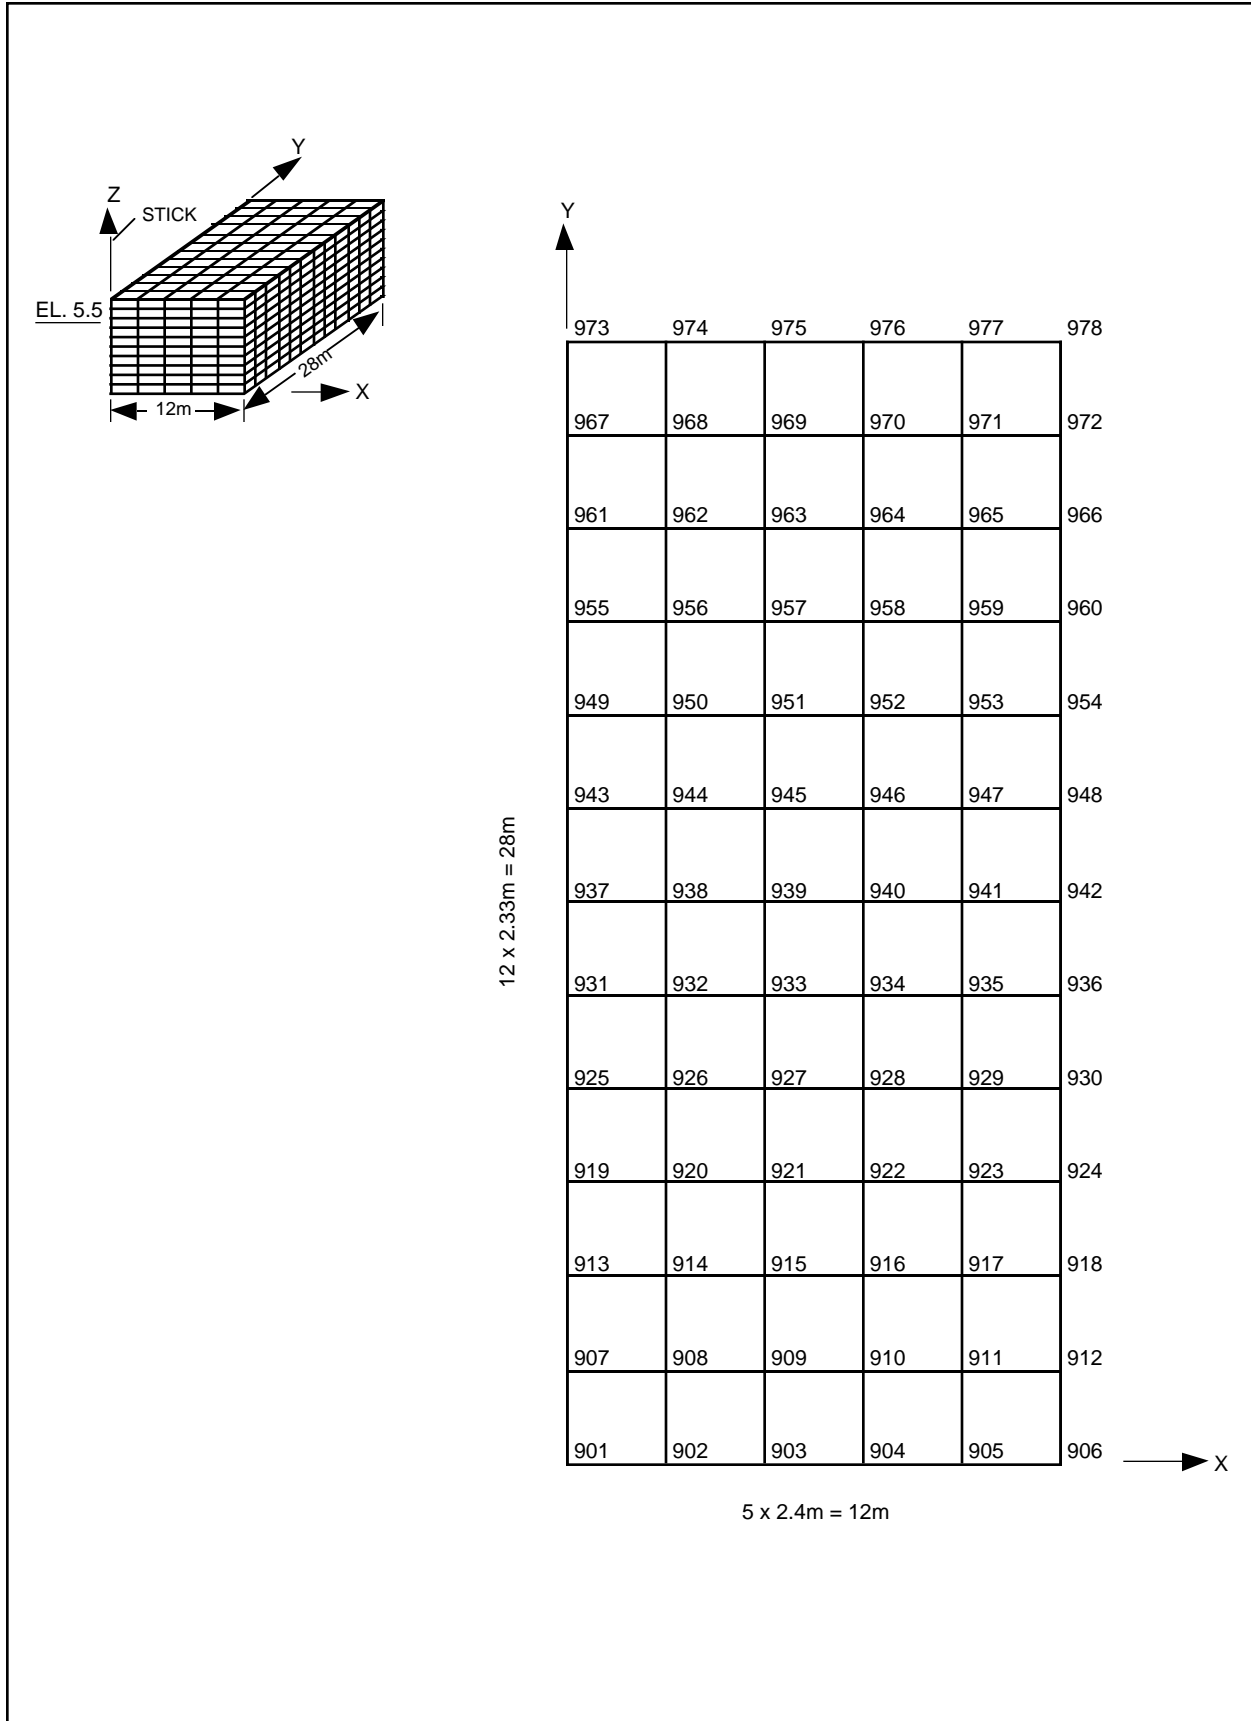 Y
Z
STICK
EL. 5.5
28m
X
12m
Y
973 974 975 976 977 978
967 968 969 970 971 972
961 962 963 964 965 966
955 956 957 958 959 960
949 950 951 952 953 954
943 944 945 946 947 948
937 938 939 940 941 942
931 932 933 934 935 936
925 926 927 928 929 930
919 920 921 922 923 924
913 914 915 916 917 918
907 908 909 910 911 912
901 902 903 904 905 906
X
12 x 2.33m = 28m
5 x 2.4m = 12m